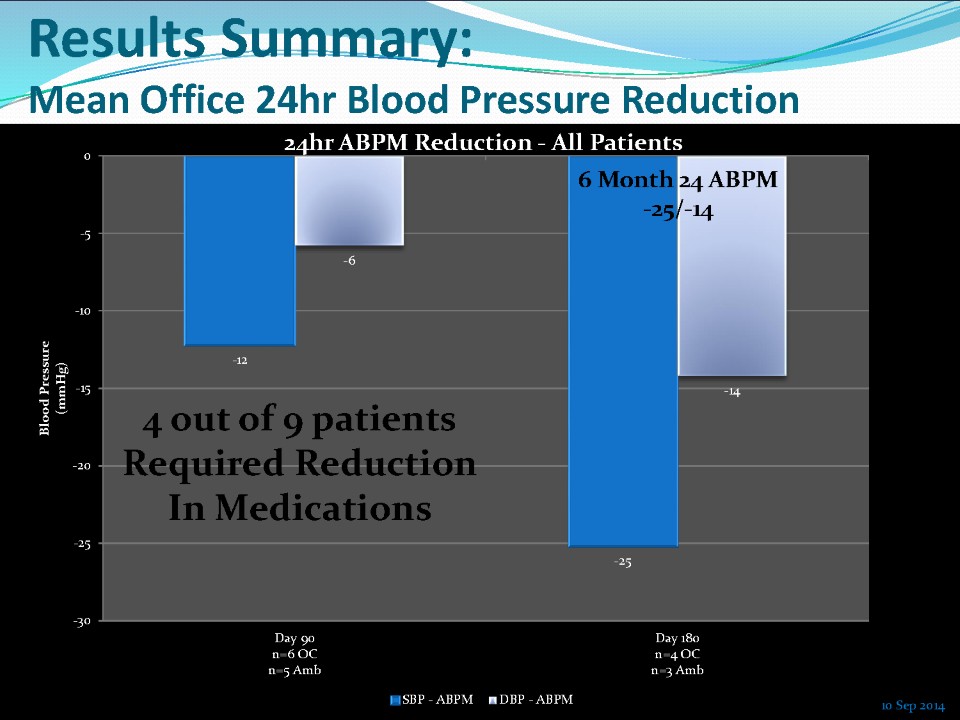 Results Summary:
Mean Office 24hr Blood Pressure Reduction
24hr ABPM Reduction - All Patients
0
-5
-10
-15
-20
-25
-30
Blood Pressure
(mmHg)
6 Month 24 ABPM
-25/-14
-6
-12
-14
-25
4 out of 9 patients
Required Reduction
In Medications
Day 90
n=6 OC
n=5 Amb
Day 180
n=4 OC
n=3 Amb
SBP - ABPM
DBP - ABPM
10 Sep 2014